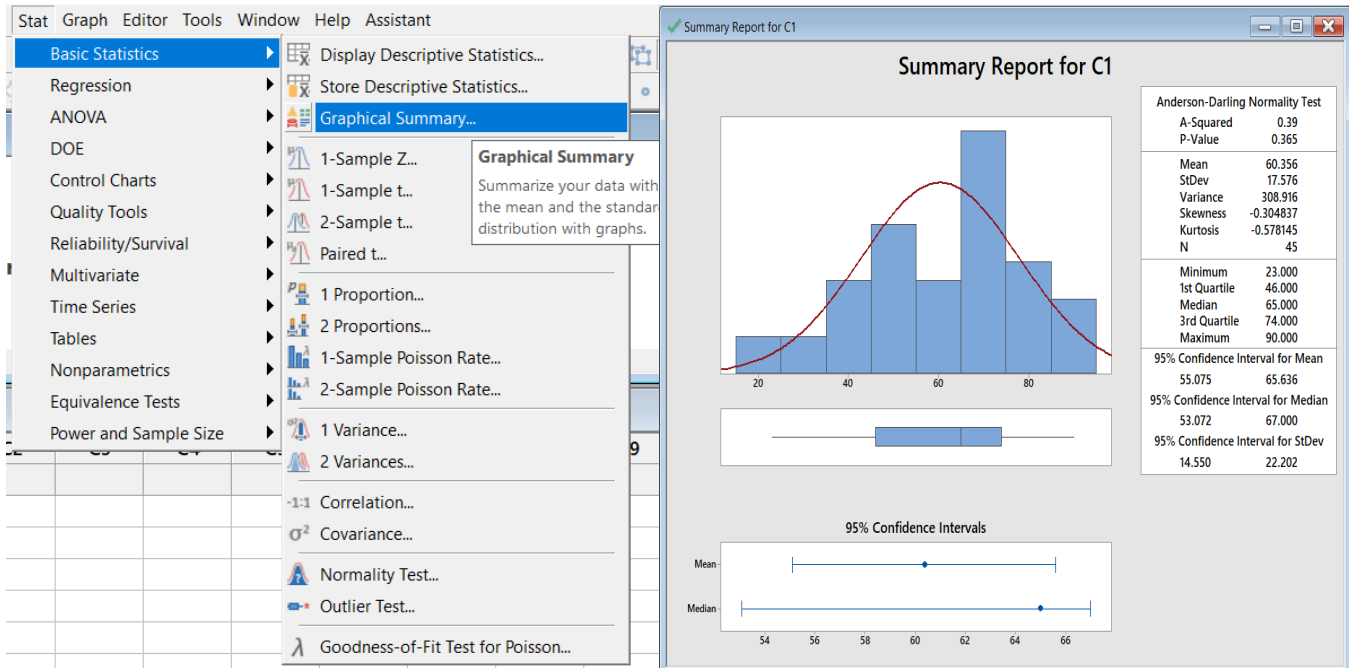 Stat Graph Editor Tools Window Help Assistant
Basic Statistics
Regression
ANOVA
DOE
Control Charts
Quality Tools
Reliability/Survival
Multivariate
Time Series
Tables
Nonparametrics
Equivalence Tests
Power and Sample Size
Display Descriptive Statistics...
Store Descriptive Statistics...
Graphical Summary...
1-Sample Z...
1-Sample t...
2-Sample t...
Paired t...
1 Proportion...
2 Proportions...
1-Sample Poisson Rate...
2-Sample Poisson Rate...
1 Variance...
2 Variances...
-1:1 Correlation...
σ² Covariance...
Normality Test...
Outlier Test...
λ Goodness-of-Fit Test for Poisson...
Graphical Summary
Summarize your data with
the mean and the standar
distribution with graphs.
9
Summary Report for C1
Summary Report for C1
20 40 60 80
95% Confidence Intervals
Mean
Median
54 56 58 60 62 64 66
Anderson-Darling Normality Test
A-Squared 0.39
P-Value 0.365
Mean 60.356
StDev 17.576
Variance 308.916
Skewness -0.304837
Kurtosis -0.578145
N 45
Minimum 23.000
1st Quartile 46.000
Median 65.000
3rd Quartile 74.000
Maximum 90.000
95% Confidence Interval for Mean
55.075 65.636
95% Confidence Interval for Median
53.072 67.000
95% Confidence Interval for StDev
14.550 22.202